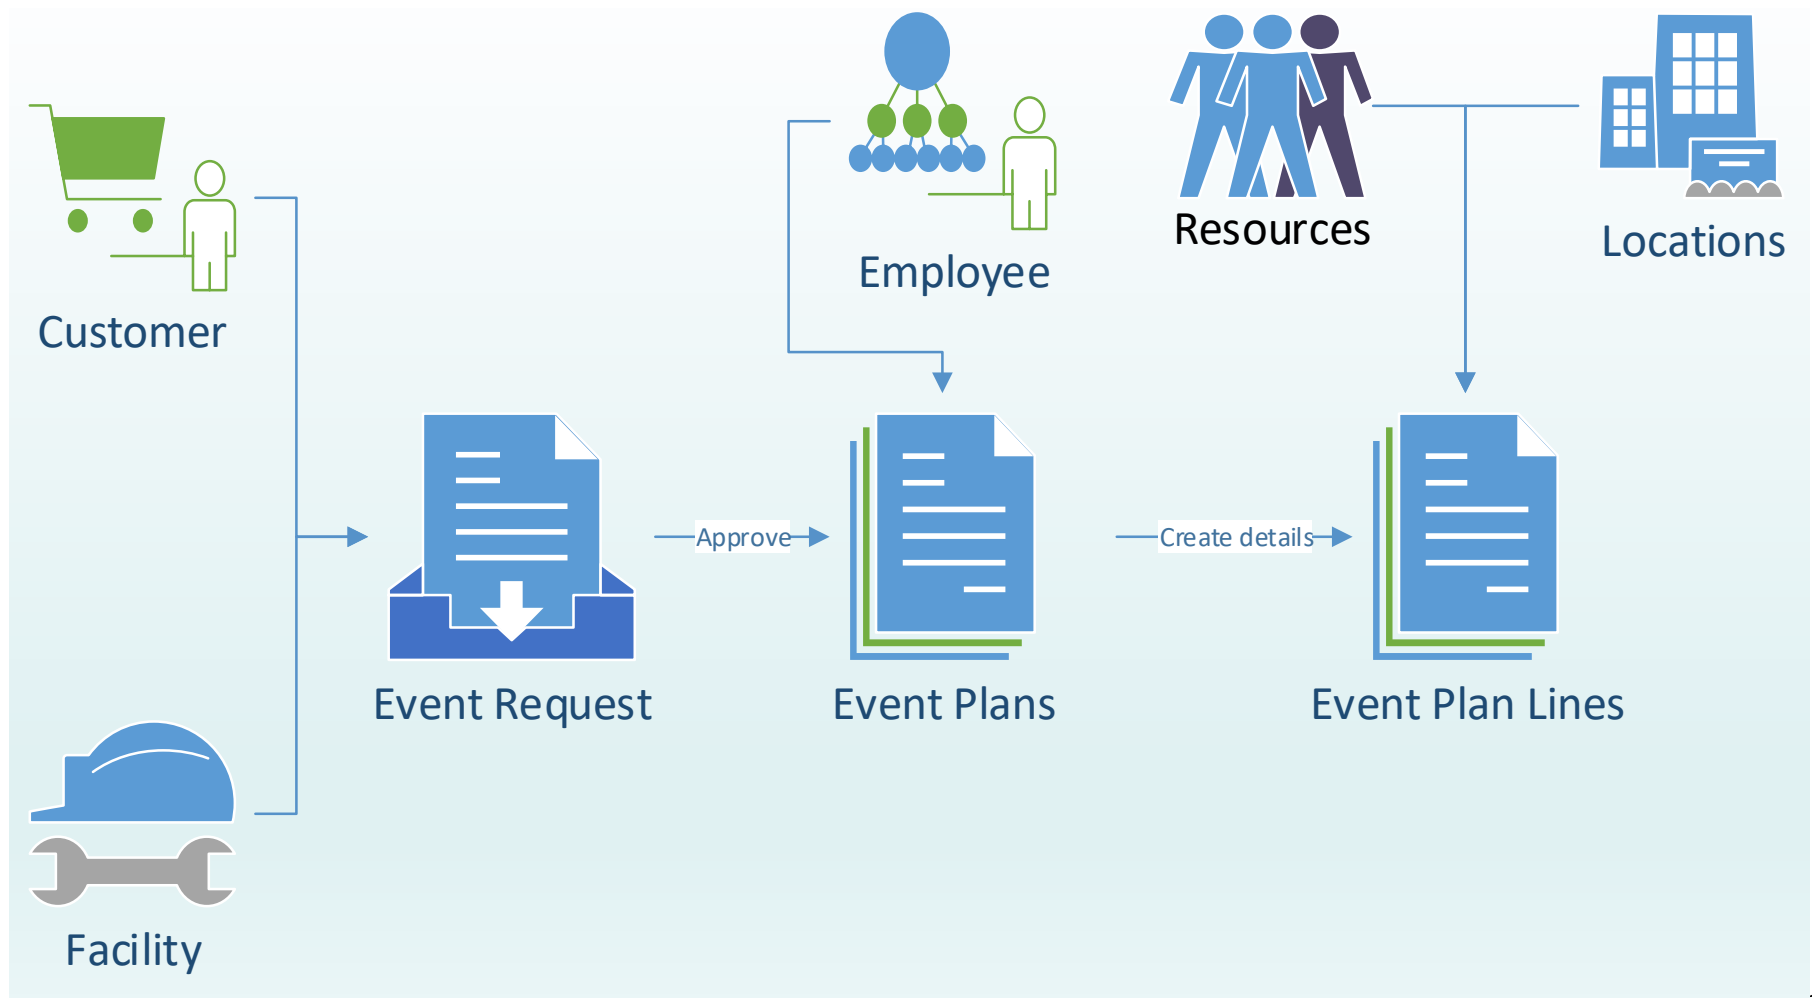 Resources
Locations
Employee
Customer
Approve
Create details
Event Request
Event Plans
Event Plan Lines
Facility